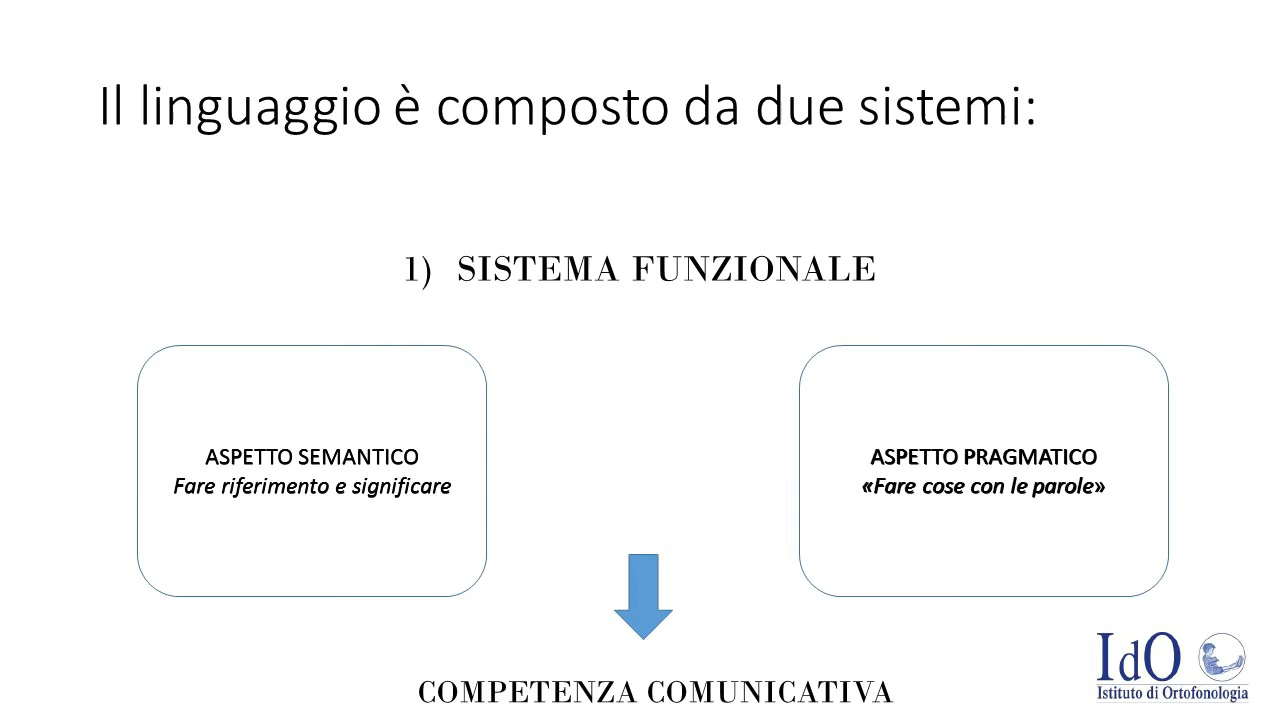 Il linguaggio è composto da due sistemi:
1) SISTEMA FUNZIONALE
ASPETTO SEMANTICO
Fare riferimento e significare
ASPETTO PRAGMATICO
«Fare cose con le parole»
COMPETENZA COMUNICATIVA
IdO
Istituto di Ortofonologia